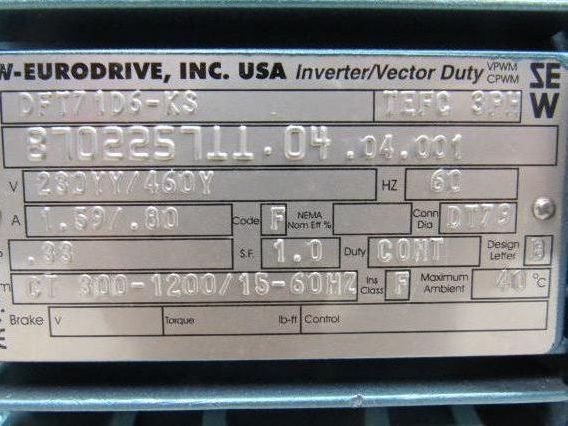 W-EURODRIVE, INC. USA Inverter/Vector Duty VPWM CPWM SEW
DFT71D6-KS TEFC 3PH
870225711.04.04.001
V 230YY/460Y HZ 60
A 1.59/.80 Code F NEMA Nom Eff % Conn Dia DT79
P .33 S.F. 1.0 Duty CONT Design Letter B
m CT 300-1200/15-60HZ Ins Class F Maximum Ambient 40 °C
Brake V Torque lb-ft Control